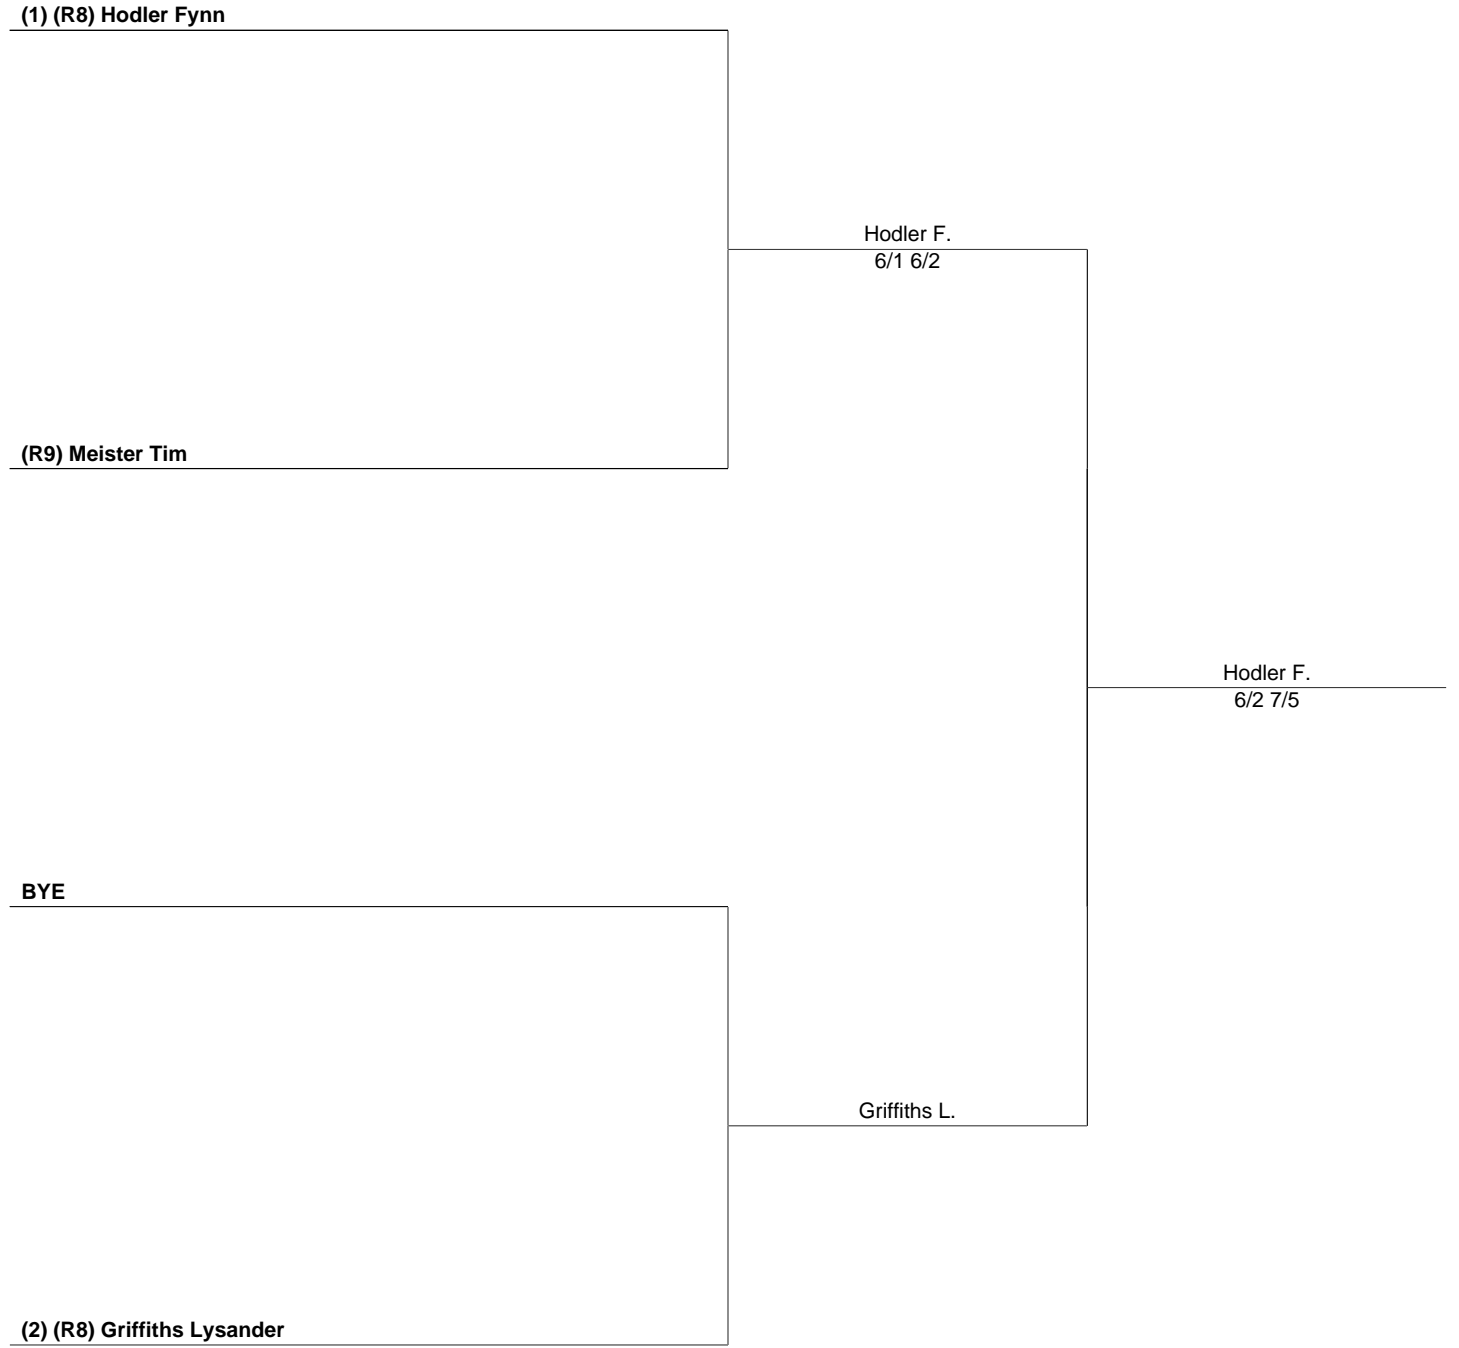 (1) (R8) Hodler Fynn
Hodler F.
6/1 6/2
(R9) Meister Tim
Hodler F.
6/2 7/5
BYE
Griffiths L.
(2) (R8) Griffiths Lysander